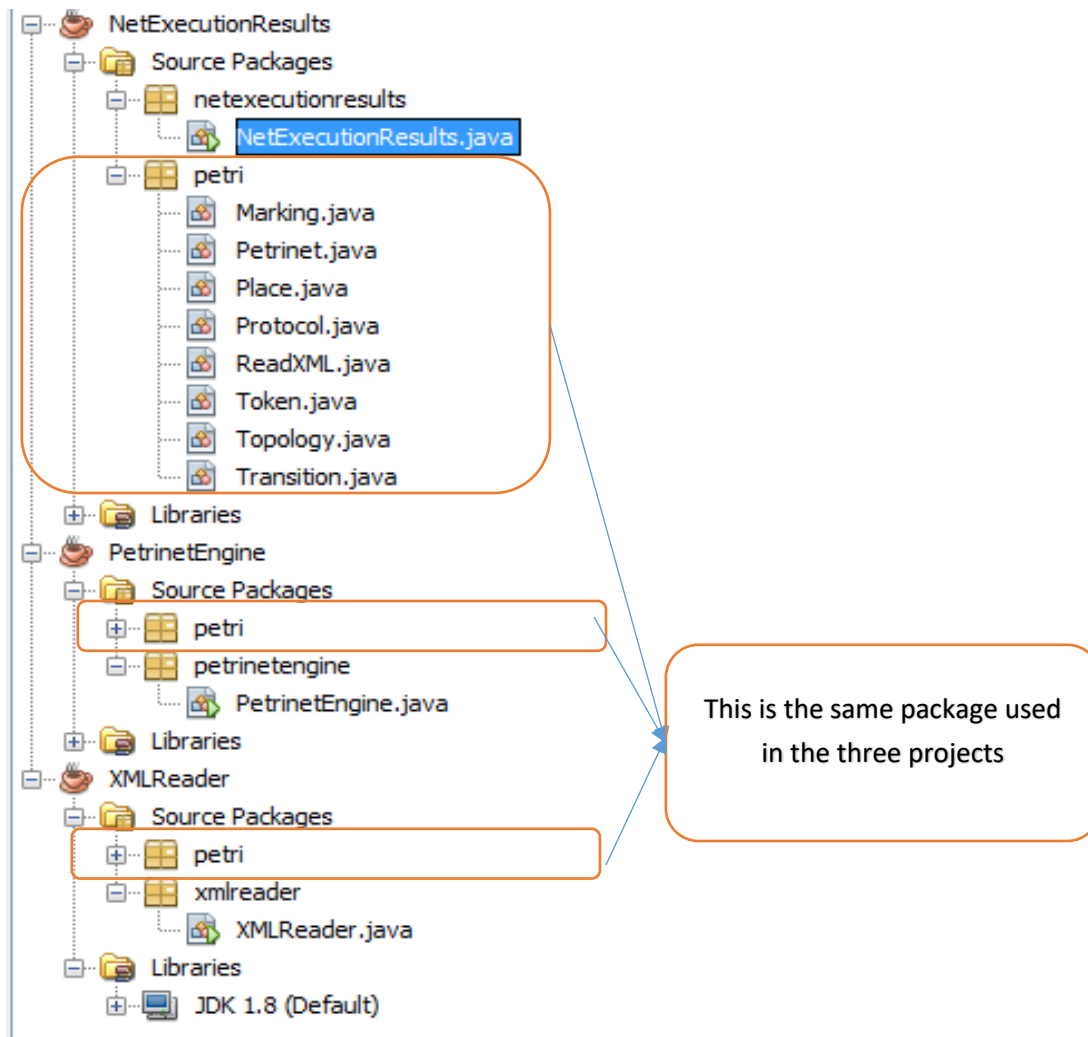 NetExecutionResults
Source Packages
netexecutionresults
NetExecutionResults.java
petri
Marking.java
Petrinet.java
Place.java
Protocol.java
ReadXML.java
Token.java
Topology.java
Transition.java
Libraries
PetrinetEngine
Source Packages
petri
petrinetengine
PetrinetEngine.java
Libraries
XMLReader
Source Packages
petri
xmlreader
XMLReader.java
Libraries
JDK 1.8 (Default)
This is the same package used
in the three projects